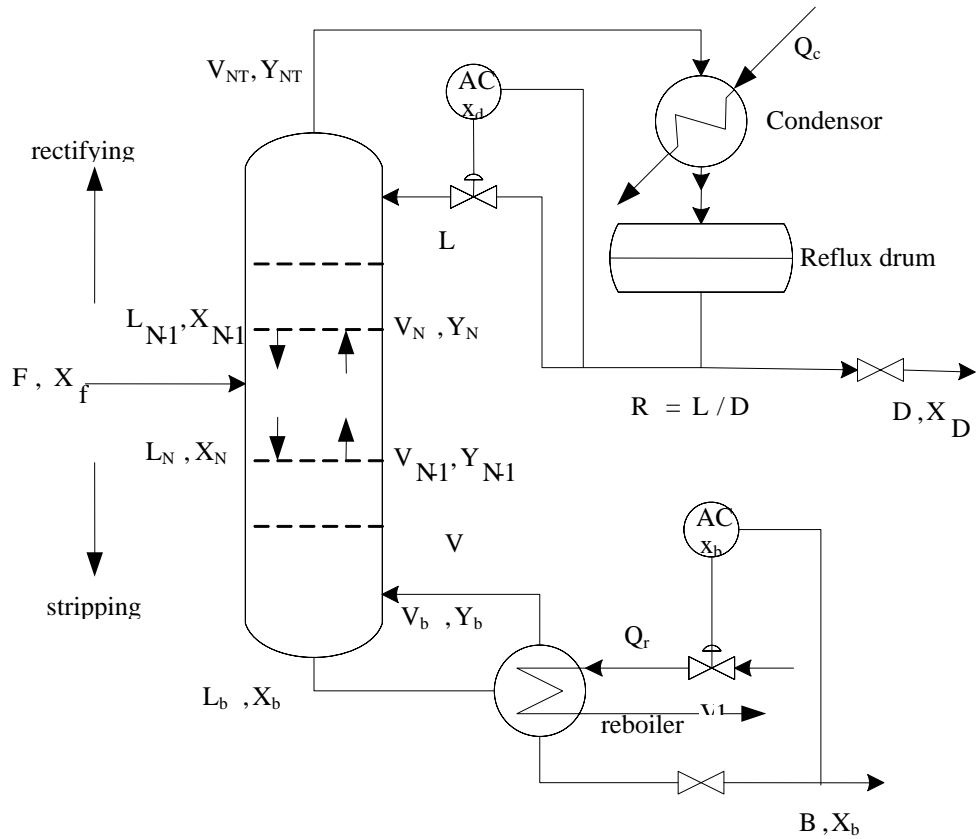 V_NT, Y_NT
AC
x_d
Q_c
Condensor
rectifying
L
Reflux drum
L_N-1, X_N-1
V_N, Y_N
F, X_f
R = L / D
D, X_D
L_N, X_N
V_N-1, Y_N-1
AC
x_b
V
stripping
V_b, Y_b
Q_r
L_b, X_b
V1
reboiler
B, X_b